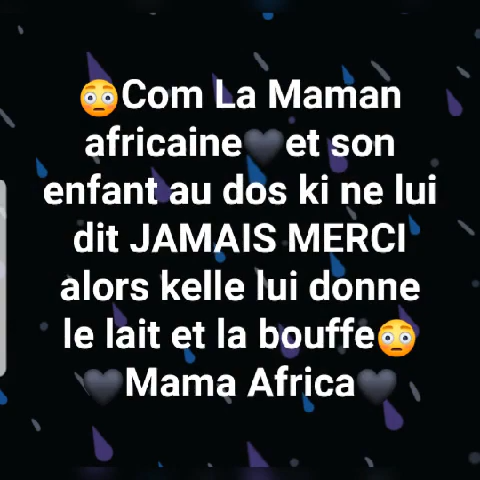 😳Com La Maman
africaine🖤et son
enfant au dos ki ne lui
dit JAMAIS MERCI
alors kelle lui donne
le lait et la bouffe😳
🖤Mama Africa🖤